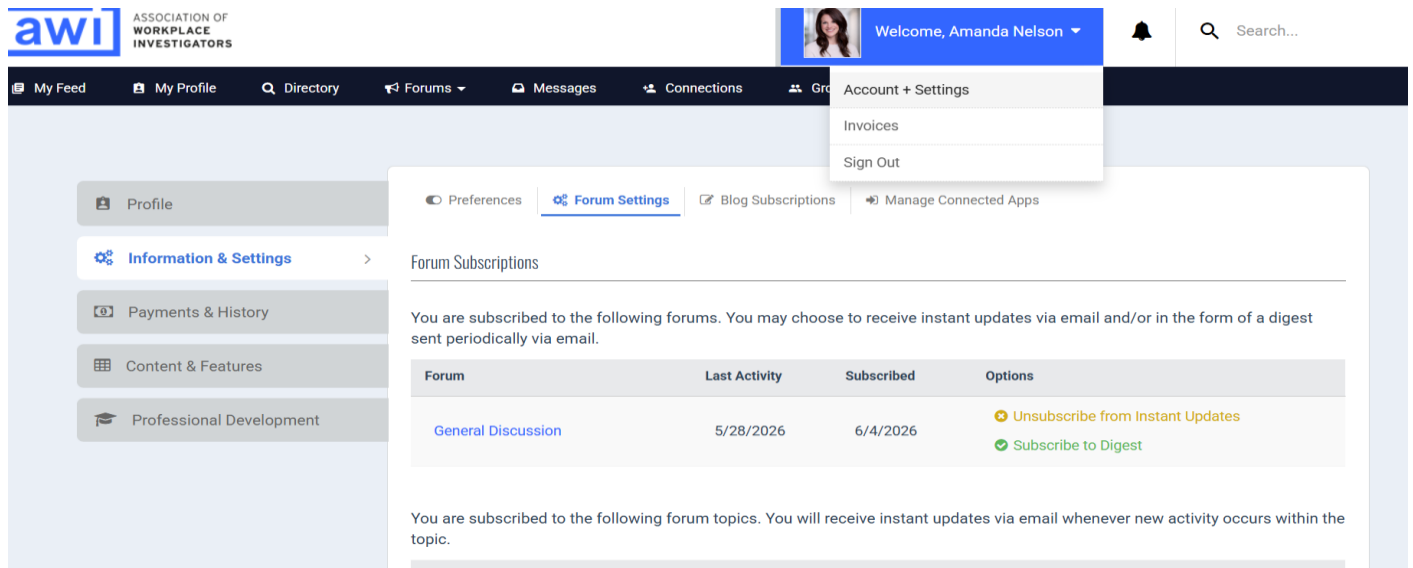 awi
ASSOCIATION OF
WORKPLACE
INVESTIGATORS
Welcome, Amanda Nelson
Search...
My Feed
My Profile
Directory
Forums
Messages
Connections
Account + Settings
Invoices
Sign Out
Profile
Information & Settings
Payments & History
Content & Features
Professional Development
Preferences
Forum Settings
Blog Subscriptions
Manage Connected Apps
Forum Subscriptions
You are subscribed to the following forums. You may choose to receive instant updates via email and/or in the form of a digest
sent periodically via email.
Forum Last Activity Subscribed Options
General Discussion 5/28/2026 6/4/2026
Unsubscribe from Instant Updates
Subscribe to Digest
You are subscribed to the following forum topics. You will receive instant updates via email whenever new activity occurs within the
topic.